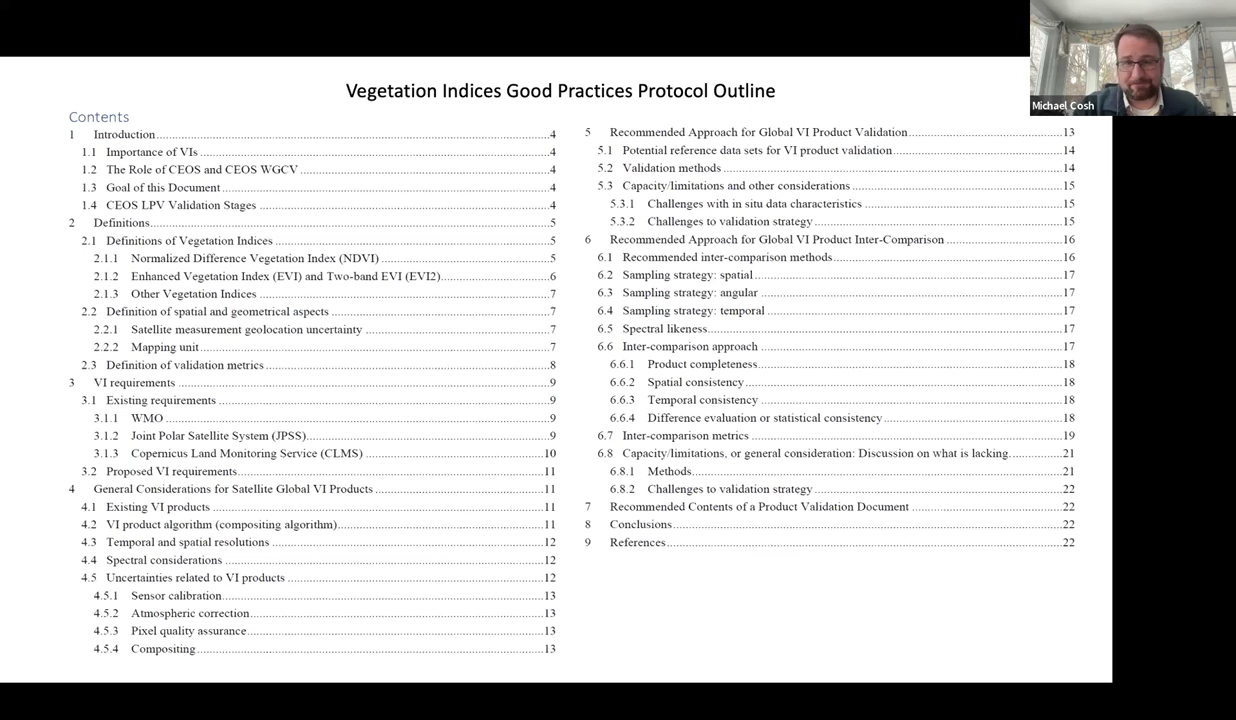 Vegetation Indices Good Practices Protocol Outline
Michael Cosh
Contents
1 Introduction 4
1.1 Importance of VIs 4
1.2 The Role of CEOS and CEOS WGCV 4
1.3 Goal of this Document 4
1.4 CEOS LPV Validation Stages 4
2 Definitions 5
2.1 Definitions of Vegetation Indices 5
2.1.1 Normalized Difference Vegetation Index (NDVI) 5
2.1.2 Enhanced Vegetation Index (EVI) and Two-band EVI (EVI2) 6
2.1.3 Other Vegetation Indices 7
2.2 Definition of spatial and geometrical aspects 7
2.2.1 Satellite measurement geolocation uncertainty 7
2.2.2 Mapping unit 7
2.3 Definition of validation metrics 8
3 VI requirements 9
3.1 Existing requirements 9
3.1.1 WMO 9
3.1.2 Joint Polar Satellite System (JPSS) 9
3.1.3 Copernicus Land Monitoring Service (CLMS) 10
3.2 Proposed VI requirements 11
4 General Considerations for Satellite Global VI Products 11
4.1 Existing VI products 11
4.2 VI product algorithm (compositing algorithm) 11
4.3 Temporal and spatial resolutions 12
4.4 Spectral considerations 12
4.5 Uncertainties related to VI products 12
4.5.1 Sensor calibration 13
4.5.2 Atmospheric correction 13
4.5.3 Pixel quality assurance 13
4.5.4 Compositing 13
5 Recommended Approach for Global VI Product Validation 13
5.1 Potential reference data sets for VI product validation 14
5.2 Validation methods 14
5.3 Capacity/limitations and other considerations 15
5.3.1 Challenges with in situ data characteristics 15
5.3.2 Challenges to validation strategy 15
6 Recommended Approach for Global VI Product Inter-Comparison 16
6.1 Recommended inter-comparison methods 16
6.2 Sampling strategy: spatial 17
6.3 Sampling strategy: angular 17
6.4 Sampling strategy: temporal 17
6.5 Spectral likeness 17
6.6 Inter-comparison approach 17
6.6.1 Product completeness 18
6.6.2 Spatial consistency 18
6.6.3 Temporal consistency 18
6.6.4 Difference evaluation or statistical consistency 18
6.7 Inter-comparison metrics 19
6.8 Capacity/limitations, or general consideration: Discussion on what is lacking. 21
6.8.1 Methods 21
6.8.2 Challenges to validation strategy 22
7 Recommended Contents of a Product Validation Document 22
8 Conclusions 22
9 References 22